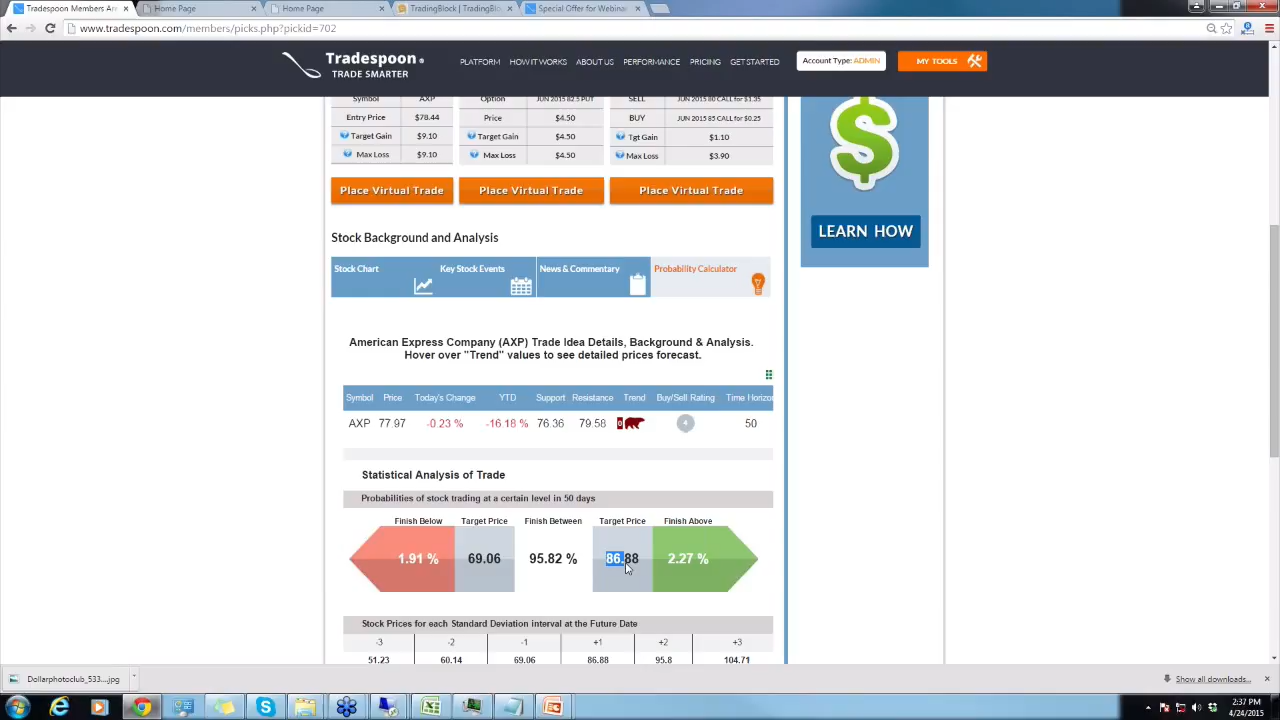 Tradespoon Members Are
Home Page
Home Page
TradingBlock | TradingBlo
Special Offer for Webinar
www.tradespoon.com/members/picks.php?pickid=702
Tradespoon®
TRADE SMARTER
PLATFORM
HOW IT WORKS
ABOUT US
PERFORMANCE
PRICING
GET STARTED
Account Type: ADMIN
MY TOOLS
Symbol AXP
Option JUN 2015 82.5 PUT
SELL JUN 2015 80 CALL for $1.35
Entry Price $78.44
Price $4.50
BUY JUN 2015 85 CALL for $0.25
Target Gain $9.10
Target Gain $4.50
Tgt Gain $1.10
Max Loss $9.10
Max Loss $4.50
Max Loss $3.90
Place Virtual Trade
Place Virtual Trade
Place Virtual Trade
$
LEARN HOW
Stock Background and Analysis
Stock Chart
Key Stock Events
News & Commentary
Probability Calculator
American Express Company (AXP) Trade Idea Details, Background & Analysis.
Hover over "Trend" values to see detailed prices forecast.
Symbol Price Today's Change YTD Support Resistance Trend Buy/Sell Rating Time Horizon
AXP 77.97 -0.23 % -16.18 % 76.36 79.58 0 4 50
Statistical Analysis of Trade
Probabilities of stock trading at a certain level in 50 days
Finish Below Target Price Finish Between Target Price Finish Above
1.91 % 69.06 95.82 % 86.88 2.27 %
Stock Prices for each Standard Deviation interval at the Future Date
-3 -2 -1 +1 +2 +3
51.23 60.14 69.06 86.88 95.8 104.71
Dollarphotoclub_533....jpg
Show all downloads...
2:37 PM
4/24/2015